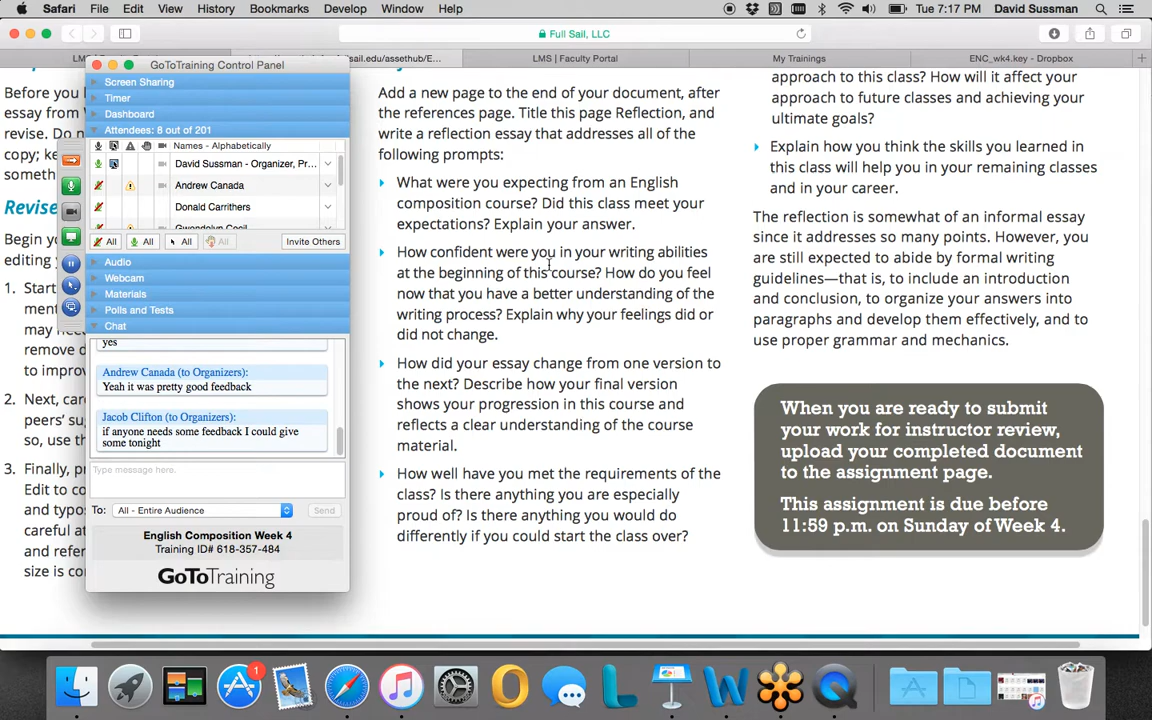 Safari File Edit View History Bookmarks Develop Window Help
Tue 7:17 PM David Sussman
Full Sail, LLC
LMS | Faculty Portal
My Trainings
ENC_wk4.key - Dropbox
GoToTraining Control Panel
Screen Sharing
Timer
Dashboard
Attendees: 8 out of 201
Names - Alphabetically
David Sussman - Organizer, Pr...
Andrew Canada
Donald Carrithers
Gwendolyn Cecil
All All All All Invite Others
Audio
Webcam
Materials
Polls and Tests
Chat
yes
Andrew Canada (to Organizers):
Yeah it was pretty good feedback
Jacob Clifton (to Organizers):
if anyone needs some feedback I could give
some tonight
Type message here.
To: All - Entire Audience Send
English Composition Week 4
Training ID# 618-357-484
GoToTraining
Before you
essay from
revise. Do n
copy; ke
someth
Revise
Begin y
editing
1. Start
ment
may
remove d
to improv
2. Next, car
peers' sug
so, use th
3. Finally, pr
Edit to co
and typos
careful at
and refer
size is cor
Add a new page to the end of your document, after
the references page. Title this page Reflection, and
write a reflection essay that addresses all of the
following prompts:
What were you expecting from an English
composition course? Did this class meet your
expectations? Explain your answer.
How confident were you in your writing abilities
at the beginning of this course? How do you feel
now that you have a better understanding of the
writing process? Explain why your feelings did or
did not change.
How did your essay change from one version to
the next? Describe how your final version
shows your progression in this course and
reflects a clear understanding of the course
material.
How well have you met the requirements of the
class? Is there anything you are especially
proud of? Is there anything you would do
differently if you could start the class over?
approach to this class? How will it affect your
approach to future classes and achieving your
ultimate goals?
Explain how you think the skills you learned in
this class will help you in your remaining classes
and in your career.
The reflection is somewhat of an informal essay
since it addresses so many points. However, you
are still expected to abide by formal writing
guidelines—that is, to include an introduction
and conclusion, to organize your answers into
paragraphs and develop them effectively, and to
use proper grammar and mechanics.
When you are ready to submit
your work for instructor review,
upload your completed document
to the assignment page.
This assignment is due before
11:59 p.m. on Sunday of Week 4.
1